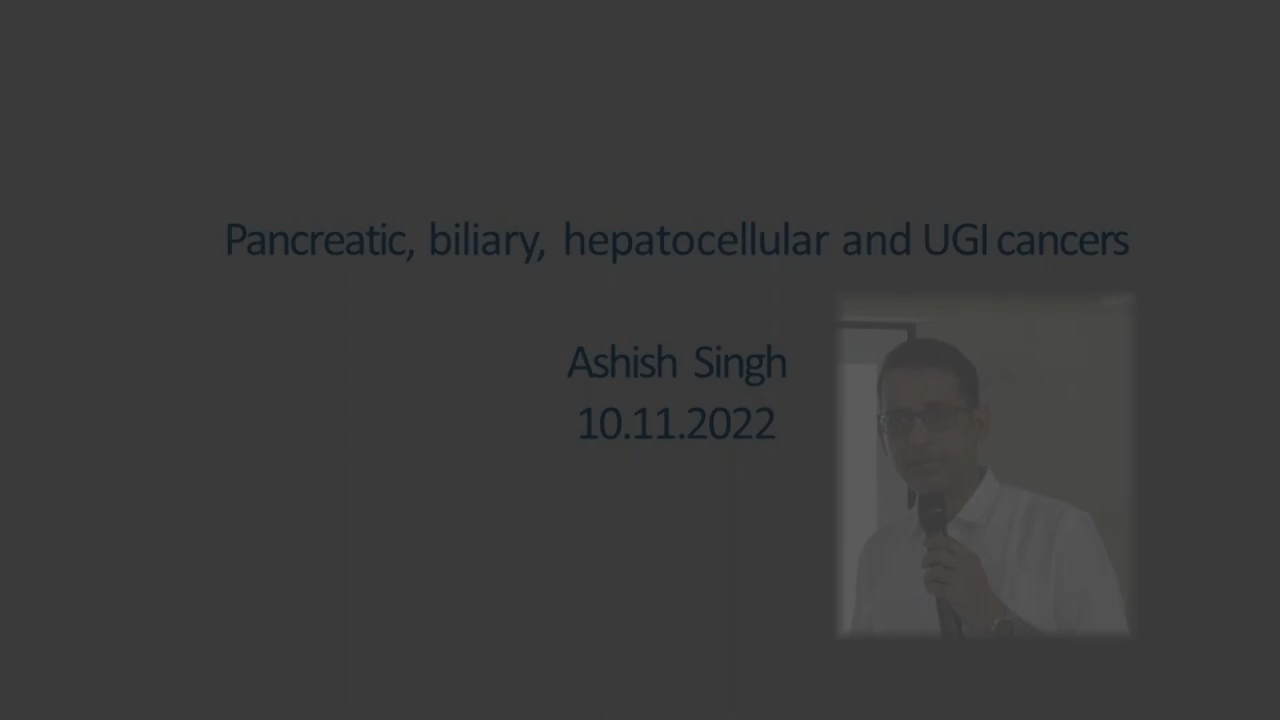 Pancreatic, biliary, hepatocellular and UGI cancers
Ashish Singh
10.11.2022